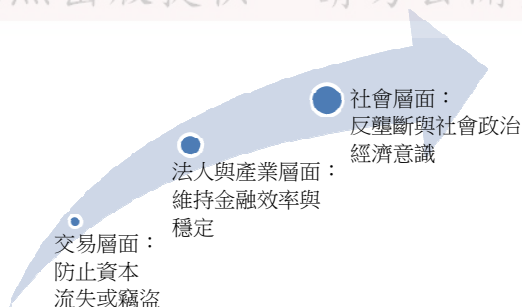 社會層面：
反壟斷與社會政治
經濟意識
法人與產業層面：
維持金融效率與
穩定
交易層面：
防止資本
流失或竊盜